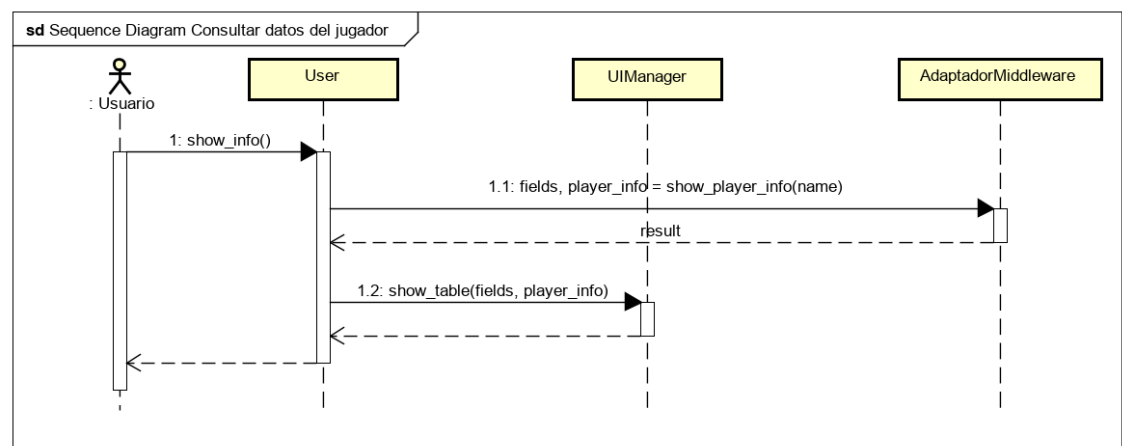 sd Sequence Diagram Consultar datos del jugador
: Usuario
User
UIManager
AdaptadorMiddleware
1: show_info()
1.1: fields, player_info = show_player_info(name)
result
1.2: show_table(fields, player_info)